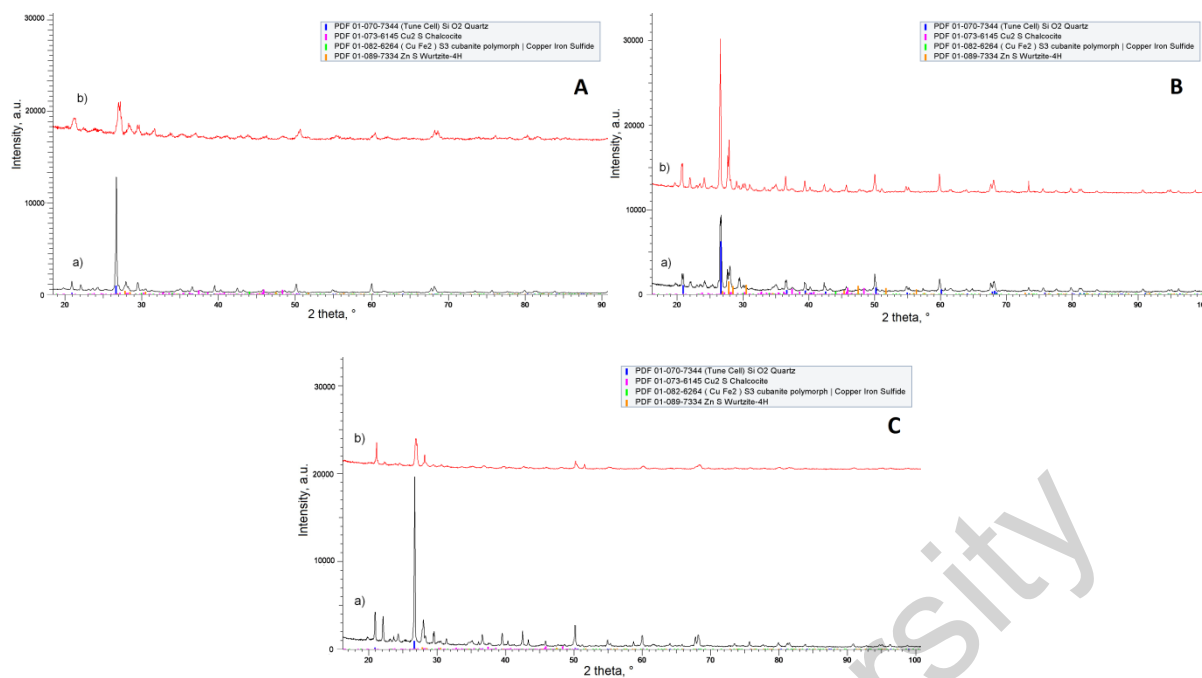 30000
20000
10000
0
Intensity, a.u.
PDF 01-070-7344 (Tune Cell) Si O2 Quartz
PDF 01-073-6145 Cu2 S Chalcocite
PDF 01-082-6264 ( Cu Fe2 ) S3 cubanite polymorph | Copper Iron Sulfide
PDF 01-089-7334 Zn S Wurtzite-4H
A
b)
a)
20 30 40 50 60 70 80 90
2 theta, °
30000
20000
10000
0
Intensity, a.u.
PDF 01-070-7344 (Tune Cell) Si O2 Quartz
PDF 01-073-6145 Cu2 S Chalcocite
PDF 01-082-6264 ( Cu Fe2 ) S3 cubanite polymorph | Copper Iron Sulfide
PDF 01-089-7334 Zn S Wurtzite-4H
B
b)
a)
20 30 40 50 60 70 80 90
2 theta, °
30000
20000
10000
0
Intensity, a.u.
PDF 01-070-7344 (Tune Cell) Si O2 Quartz
PDF 01-073-6145 Cu2 S Chalcocite
PDF 01-082-6264 ( Cu Fe2 ) S3 cubanite polymorph | Copper Iron Sulfide
PDF 01-089-7334 Zn S Wurtzite-4H
C
b)
a)
20 30 40 50 60 70 80 90 100
2 theta, °